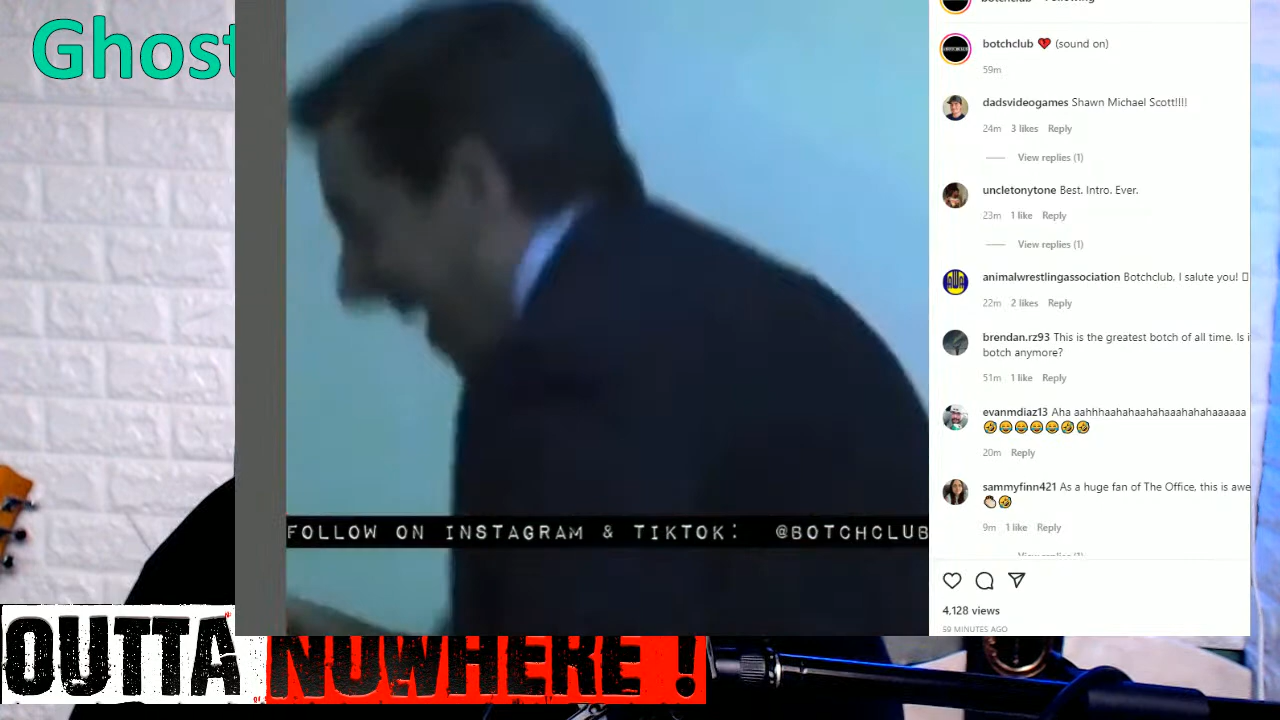 Ghost
botchclub (sound on)
59m
dadsvideogames Shawn Michael Scott!!!!
24m 3 likes Reply
View replies (1)
uncletonytone Best. Intro. Ever.
23m 1 like Reply
View replies (1)
animalwrestlingassociation Botchclub, I salute you!
22m 2 likes Reply
brendan.rz93 This is the greatest botch of all time. Is
botch anymore?
51m 1 like Reply
evanmdiaz13 Aha aahhhaahahaahahaaahahahaaaaaa
20m Reply
sammyfinn421 As a huge fan of The Office, this is awe
9m 1 like Reply
View replies (1)
4,128 views
59 MINUTES AGO
FOLLOW ON INSTAGRAM & TIKTOK: @BOTCHCLUB
OUTTA NOWHERE !